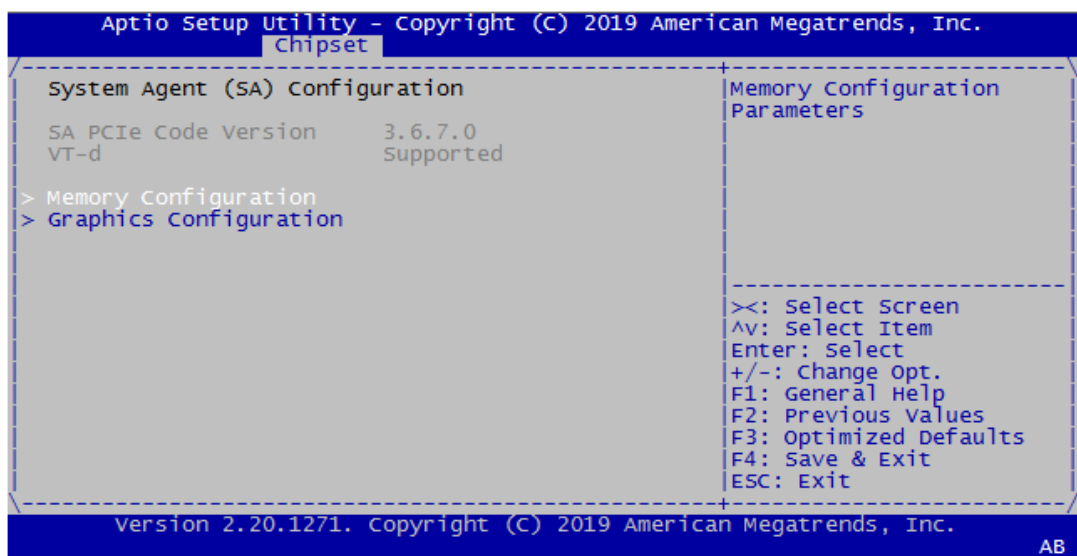 Aptio Setup Utility – Copyright (C) 2019 American Megatrends, Inc.
Chipset
System Agent (SA) Configuration
SA PCIe Code Version 3.6.7.0
VT-d Supported
> Memory Configuration
> Graphics Configuration
Memory Configuration
Parameters
><: Select Screen
^v: Select Item
Enter: Select
+/-: Change Opt.
F1: General Help
F2: Previous Values
F3: Optimized Defaults
F4: Save & Exit
ESC: Exit
Version 2.20.1271. Copyright (C) 2019 American Megatrends, Inc.
AB